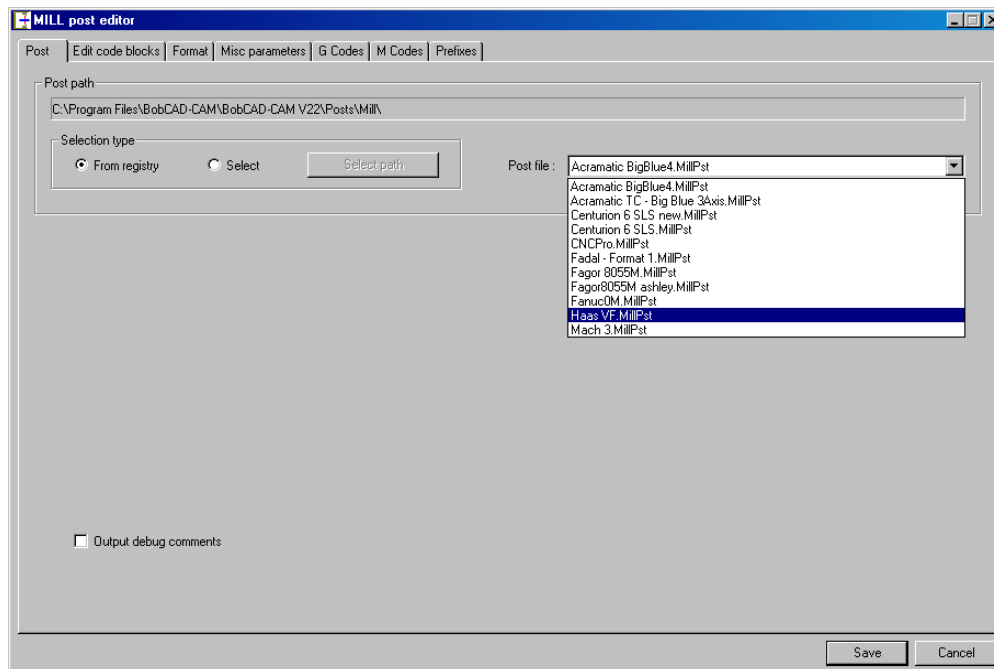 MILL post editor
Post Edit code blocks Format Misc parameters G Codes M Codes Prefixes
Post path
C:\Program Files\BobCAD-CAM\BobCAD-CAM V22\Posts\Mill\
Selection type
From registry Select Select path Post file : Acramatic BigBlue4.MillPst
Acramatic BigBlue4.MillPst
Acramatic TC - Big Blue 3Axis.MillPst
Centurion 6 SLS new.MillPst
Centurion 6 SLS.MillPst
CNCPro.MillPst
Fadal - Format 1.MillPst
Fagor 8055M.MillPst
Fagor8055M ashley.MillPst
Fanuc0M.MillPst
Haas VF.MillPst
Mach 3.MillPst
Output debug comments
Save Cancel